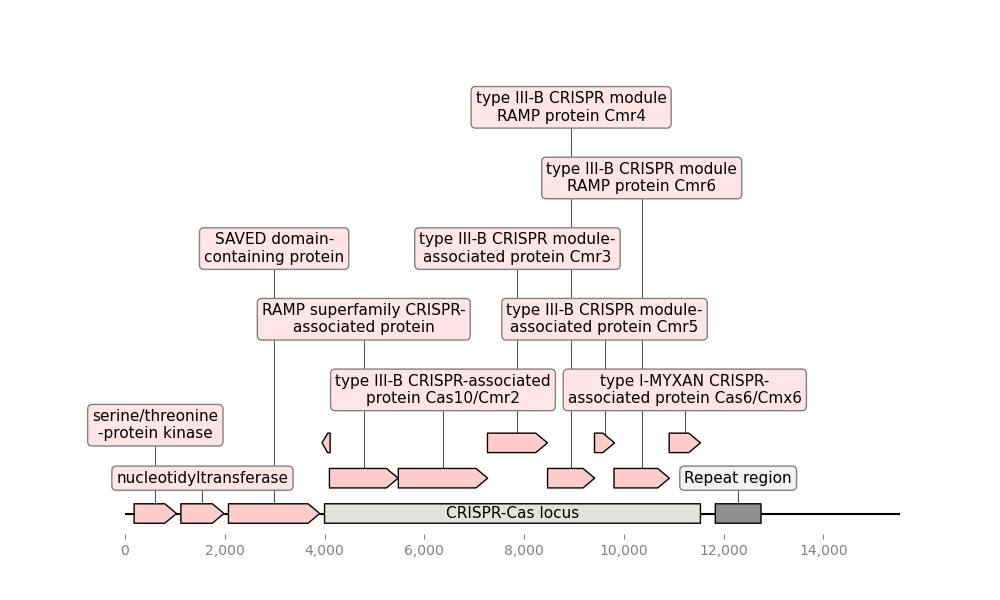 type III-B CRISPR module
RAMP protein Cmr4
type III-B CRISPR module
RAMP protein Cmr6
SAVED domain-
containing protein
type III-B CRISPR module-
associated protein Cmr3
RAMP superfamily CRISPR-
associated protein
type III-B CRISPR module-
associated protein Cmr5
type III-B CRISPR-associated
protein Cas10/Cmr2
type I-MYXAN CRISPR-
associated protein Cas6/Cmx6
serine/threonine
-protein kinase
nucleotidyltransferase
Repeat region
CRISPR-Cas locus
0 2,000 4,000 6,000 8,000 10,000 12,000 14,000